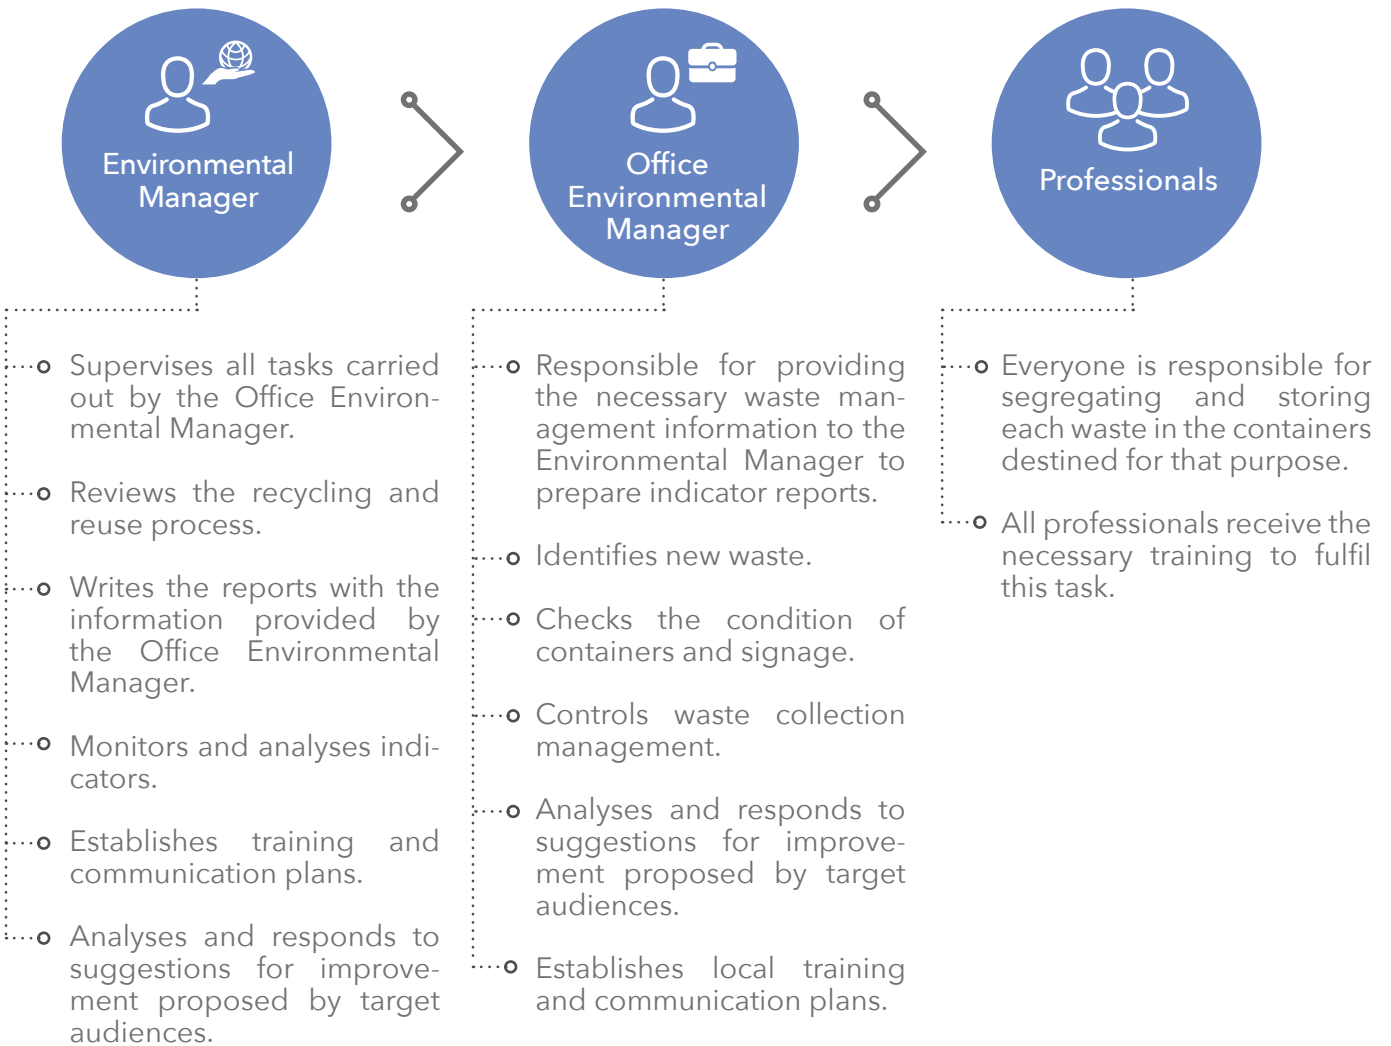 Environmental
Manager
Office
Environmental
Manager
Professionals
Supervises all tasks carried
out by the Office Environ-
mental Manager.
Reviews the recycling and
reuse process.
Writes the reports with the
information provided by
the Office Environmental
Manager.
Monitors and analyses indi-
cators.
Establishes training and
communication plans.
Analyses and responds to
suggestions for improve-
ment proposed by target
audiences.
Responsible for providing
the necessary waste man-
agement information to the
Environmental Manager to
prepare indicator reports.
Identifies new waste.
Checks the condition of
containers and signage.
Controls waste collection
management.
Analyses and responds to
suggestions for improve-
ment proposed by target
audiences.
Establishes local training
and communication plans.
Everyone is responsible for
segregating and storing
each waste in the containers
destined for that purpose.
All professionals receive the
necessary training to fulfil
this task.